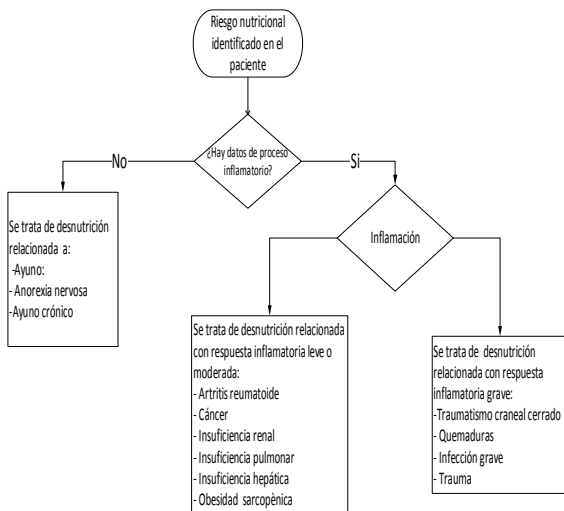 Riesgo nutricional
identificado en el
paciente
¿Hay datos de proceso
inflamatorio?
No
Si
Se trata de desnutrición
relacionada a:
-Ayuno:
- Anorexia nervosa
-Ayuno crónico
Inflamación
Se trata de desnutrición relacionada
con respuesta inflamatoria leve o
moderada:
- Artritis reumatoide
- Cáncer
- Insuficiencia renal
- Insuficiencia pulmonar
- Insuficiencia hepática
- Obesidad sarcopènica
Se trata de desnutrición
relacionada con respuesta
inflamatoria grave:
-Traumatismo craneal cerrado
- Quemaduras
- Infección grave
- Trauma